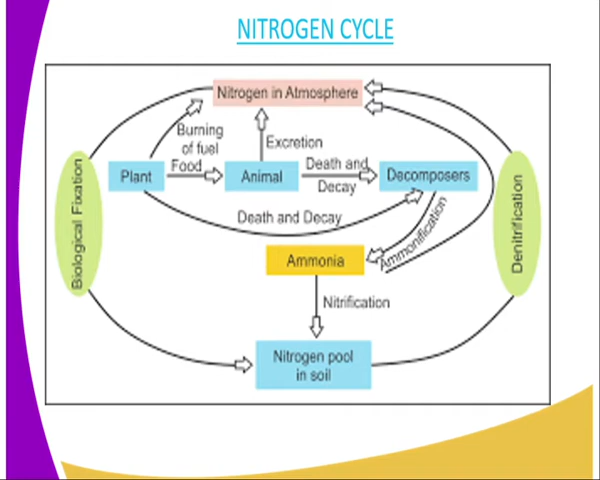 NITROGEN CYCLE
Nitrogen in Atmosphere
Burning
of fuel
Excretion
Food
Death and
Decay
Plant
Animal
Decomposers
Biological Fixation
Denitrification
Death and Decay
Ammonification
Ammonia
Nitrification
Nitrogen pool
in soil